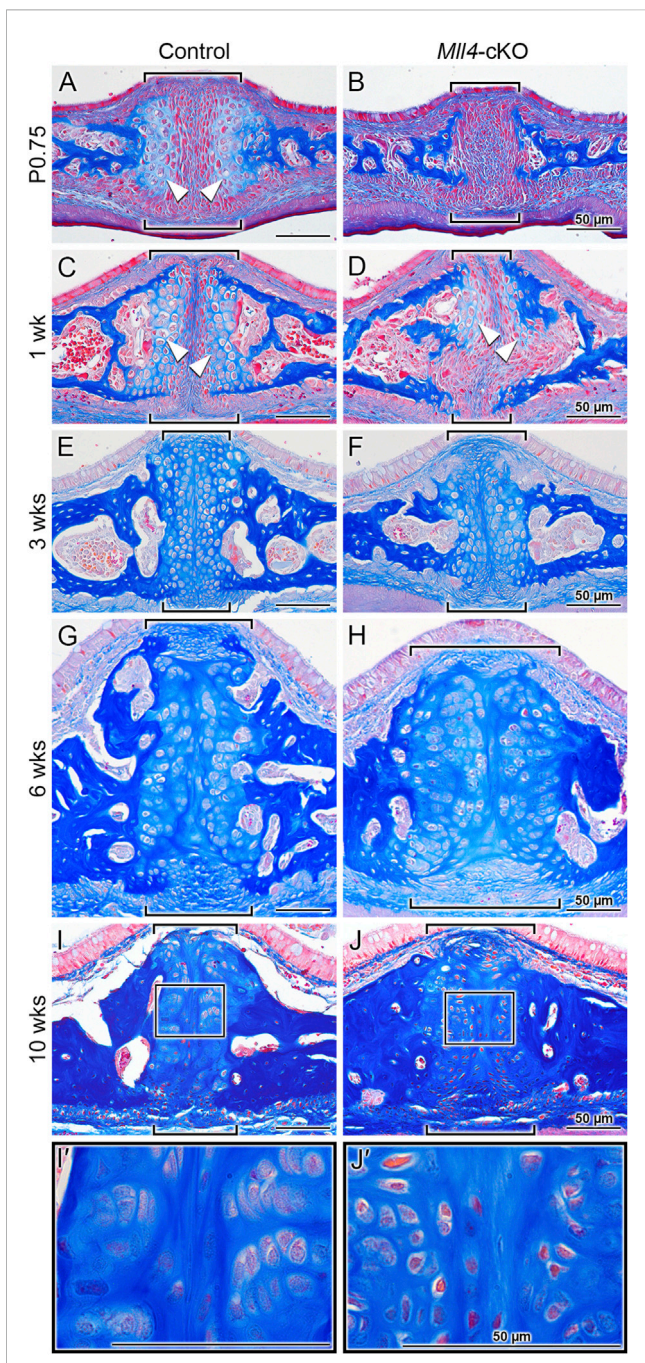 Control Mll4-cKO
A B
P0.75
50 µm
C D
1 wk
50 µm
E F
3 wks
50 µm
G H
6 wks
50 µm
I J
10 wks
50 µm
I′ J′
50 µm